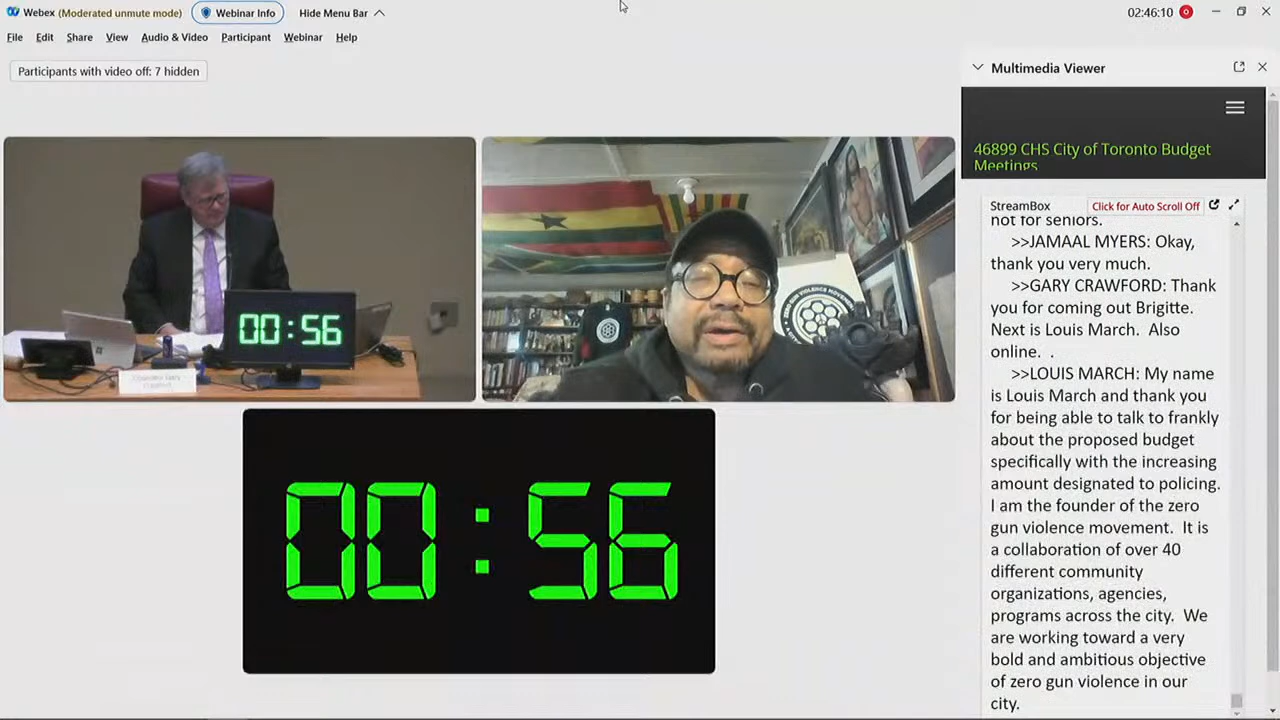 Webex (Moderated unmute mode) Webinar Info Hide Menu Bar 02:46:10
File Edit Share View Audio & Video Participant Webinar Help
Participants with video off: 7 hidden
00:56
Councillor Gary
Crawford
ZERO GUN VIOLENCE MOVEMENT
00:56
Multimedia Viewer
46899 CHS City of Toronto Budget
Meetings
StreamBox Click for Auto Scroll Off
not for seniors.
>>JAMAAL MYERS: Okay,
thank you very much.
>>GARY CRAWFORD: Thank
you for coming out Brigitte.
Next is Louis March. Also
online. .
>>LOUIS MARCH: My name
is Louis March and thank you
for being able to talk to frankly
about the proposed budget
specifically with the increasing
amount designated to policing.
I am the founder of the zero
gun violence movement. It is
a collaboration of over 40
different community
organizations, agencies,
programs across the city. We
are working toward a very
bold and ambitious objective
of zero gun violence in our
city.